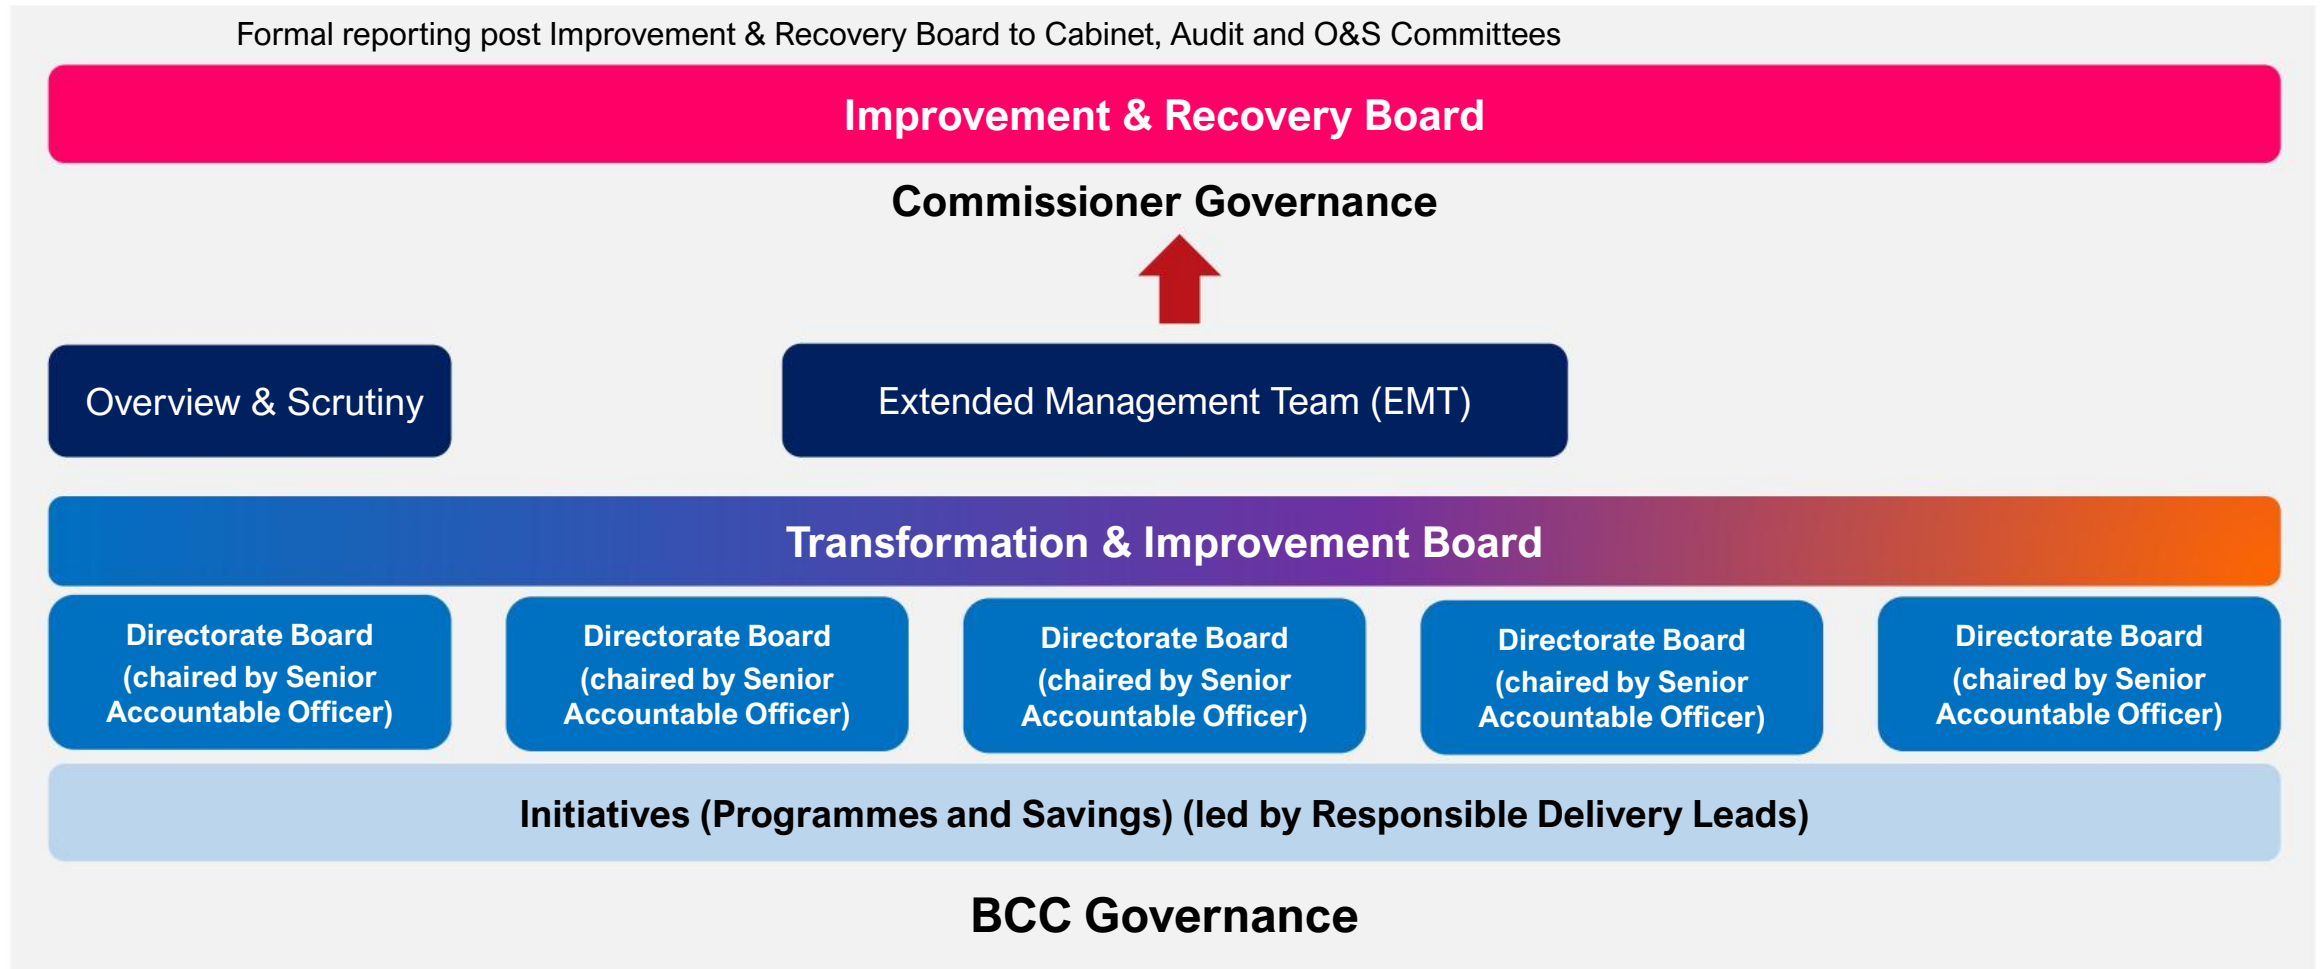 Formal reporting post Improvement & Recovery Board to Cabinet, Audit and O&S Committees
Improvement & Recovery Board
Commissioner Governance
Overview & Scrutiny
Extended Management Team (EMT)
Transformation & Improvement Board
Directorate Board
(chaired by Senior
Accountable Officer)
Directorate Board
(chaired by Senior
Accountable Officer)
Directorate Board
(chaired by Senior
Accountable Officer)
Directorate Board
(chaired by Senior
Accountable Officer)
Directorate Board
(chaired by Senior
Accountable Officer)
Initiatives (Programmes and Savings) (led by Responsible Delivery Leads)
BCC Governance